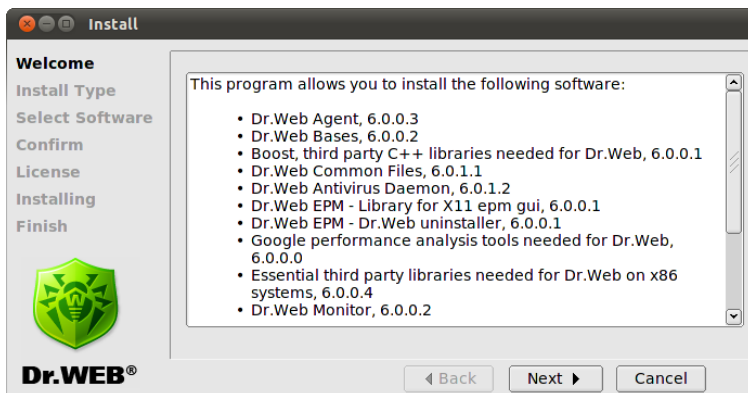 Install
Welcome
Install Type
Select Software
Confirm
License
Installing
Finish
This program allows you to install the following software:
• Dr.Web Agent, 6.0.0.3
• Dr.Web Bases, 6.0.0.2
• Boost, third party C++ libraries needed for Dr.Web, 6.0.0.1
• Dr.Web Common Files, 6.0.1.1
• Dr.Web Antivirus Daemon, 6.0.1.2
• Dr.Web EPM - Library for X11 epm gui, 6.0.0.1
• Dr.Web EPM - Dr.Web uninstaller, 6.0.0.1
• Google performance analysis tools needed for Dr.Web,
6.0.0.0
• Essential third party libraries needed for Dr.Web on x86
systems, 6.0.0.4
• Dr.Web Monitor, 6.0.0.2
Dr.WEB®
Back
Next
Cancel